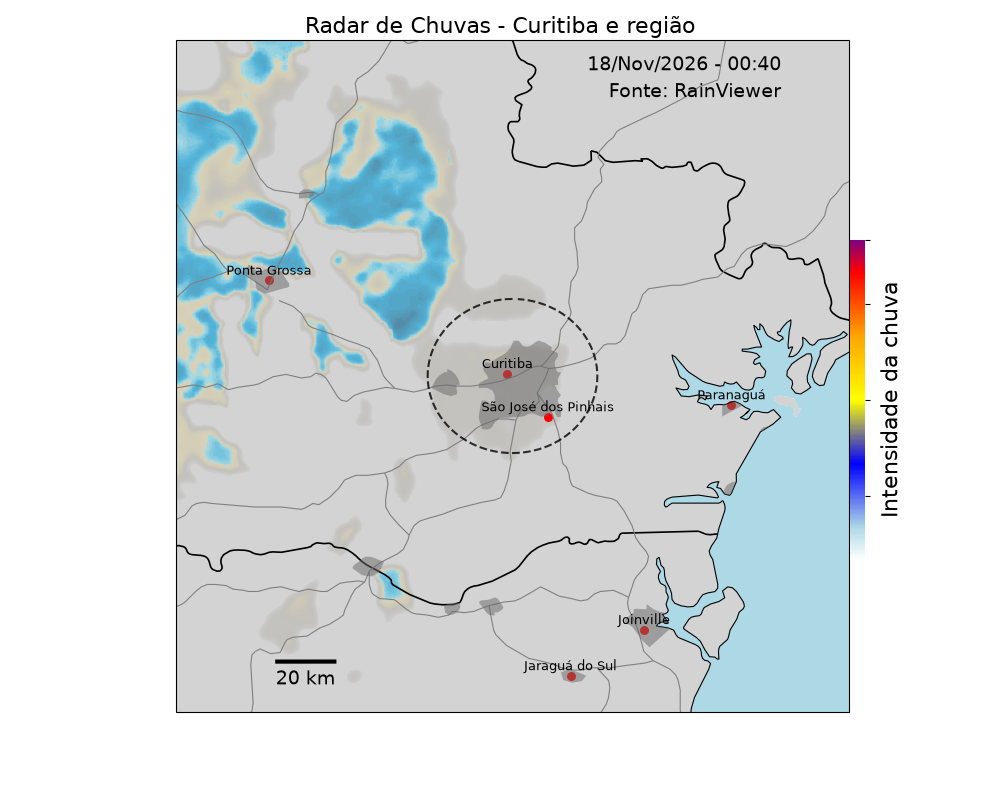 Radar de Chuvas - Curitiba e região
18/Nov/2026 - 00:40
Fonte: RainViewer
Ponta Grossa
Curitiba
São José dos Pinhais
Paranaguá
Joinville
Jaraguá do Sul
20 km
Intensidade da chuva